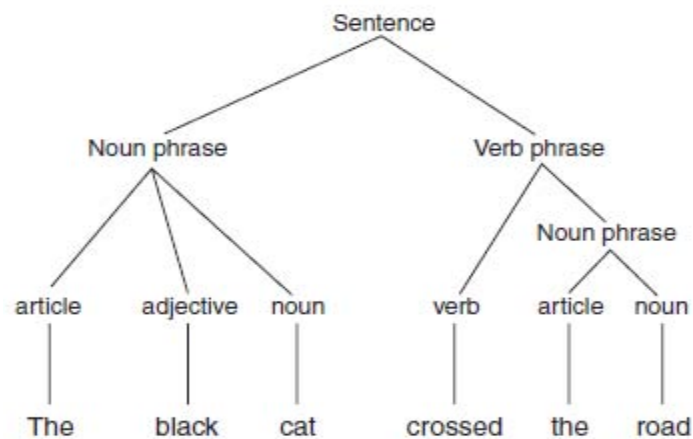 Sentence
Noun phrase Verb phrase
Noun phrase
article adjective noun verb article noun
The black cat crossed the road